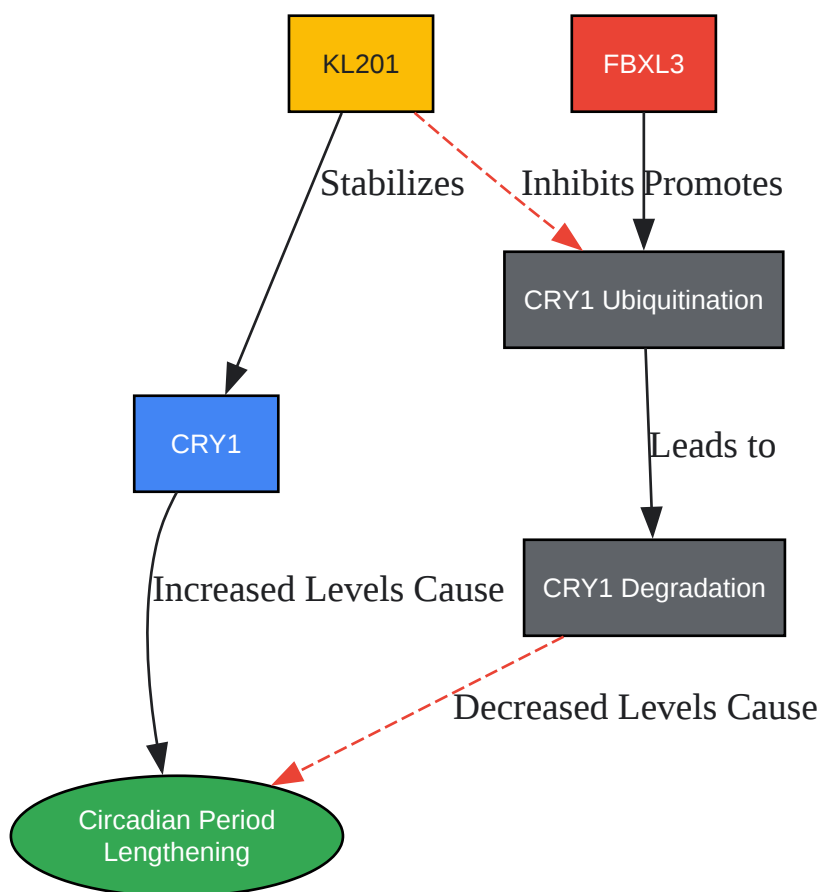 KL201
FBXL3
Stabilizes
Inhibits
Promotes
CRY1 Ubiquitination
CRY1
Leads to
Increased Levels Cause
CRY1 Degradation
Decreased Levels Cause
Circadian Period
Lengthening